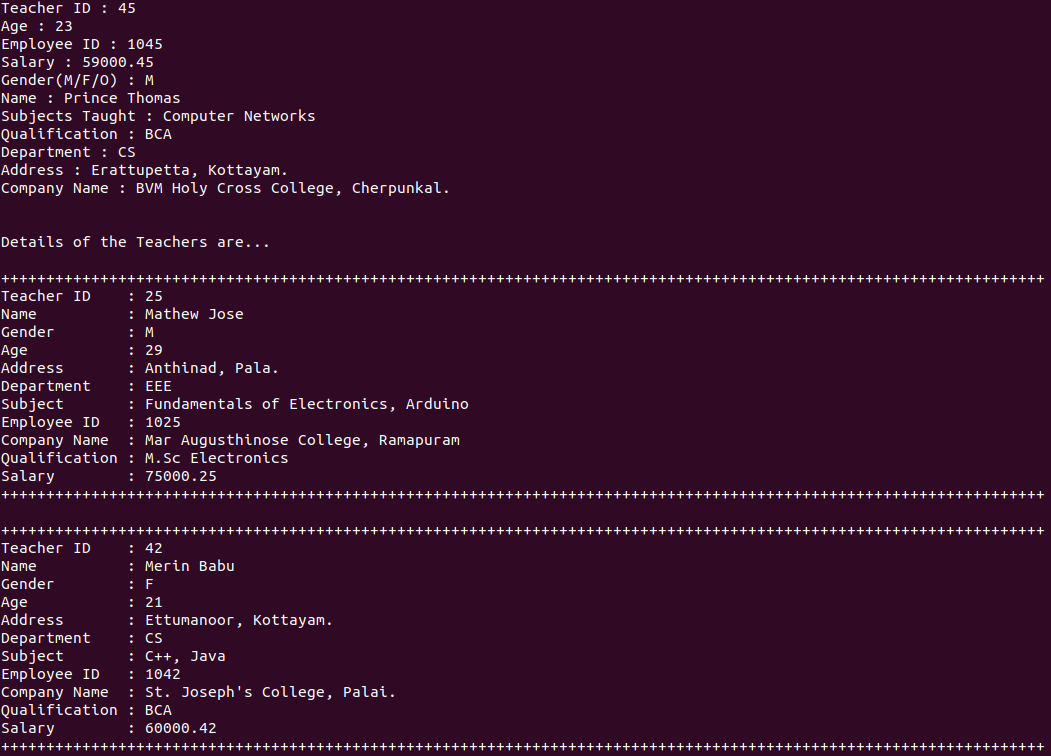 Teacher ID : 45
Age : 23
Employee ID : 1045
Salary : 59000.45
Gender(M/F/O) : M
Name : Prince Thomas
Subjects Taught : Computer Networks
Qualification : BCA
Department : CS
Address : Erattupetta, Kottayam.
Company Name : BVM Holy Cross College, Cherpunkal.
Details of the Teachers are...
++++++++++++++++++++++++++++++++++++++++++++++++++++++++++++++++++++++++++++++++++++++++++++++++++++++++++++++++++++
Teacher ID    : 25
Name          : Mathew Jose
Gender        : M
Age           : 29
Address       : Anthinad, Pala.
Department    : EEE
Subject       : Fundamentals of Electronics, Arduino
Employee ID   : 1025
Company Name  : Mar Augusthinose College, Ramapuram
Qualification : M.Sc Electronics
Salary        : 75000.25
++++++++++++++++++++++++++++++++++++++++++++++++++++++++++++++++++++++++++++++++++++++++++++++++++++++++++++++++++++
++++++++++++++++++++++++++++++++++++++++++++++++++++++++++++++++++++++++++++++++++++++++++++++++++++++++++++++++++++
Teacher ID    : 42
Name          : Merin Babu
Gender        : F
Age           : 21
Address       : Ettumanoor, Kottayam.
Department    : CS
Subject       : C++, Java
Employee ID   : 1042
Company Name  : St. Joseph's College, Palai.
Qualification : BCA
Salary        : 60000.42
++++++++++++++++++++++++++++++++++++++++++++++++++++++++++++++++++++++++++++++++++++++++++++++++++++++++++++++++++++